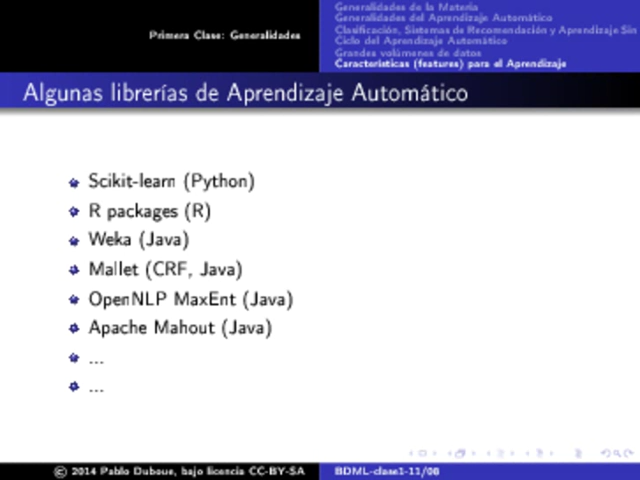 Primera Clase: Generalidades
Generalidades de la Materia
Generalidades del Aprendizaje Automático
Clasificación, Sistemas de Recomendación y Aprendizaje Sin
Ciclo del Aprendizaje Automático
Grandes volúmenes de datos
Características (features) para el Aprendizaje
Algunas librerías de Aprendizaje Automático
Scikit-learn (Python)
R packages (R)
Weka (Java)
Mallet (CRF, Java)
OpenNLP MaxEnt (Java)
Apache Mahout (Java)
...
...
© 2014 Pablo Duboue, bajo licencia CC-BY-SA
BDML-clase1-11/08